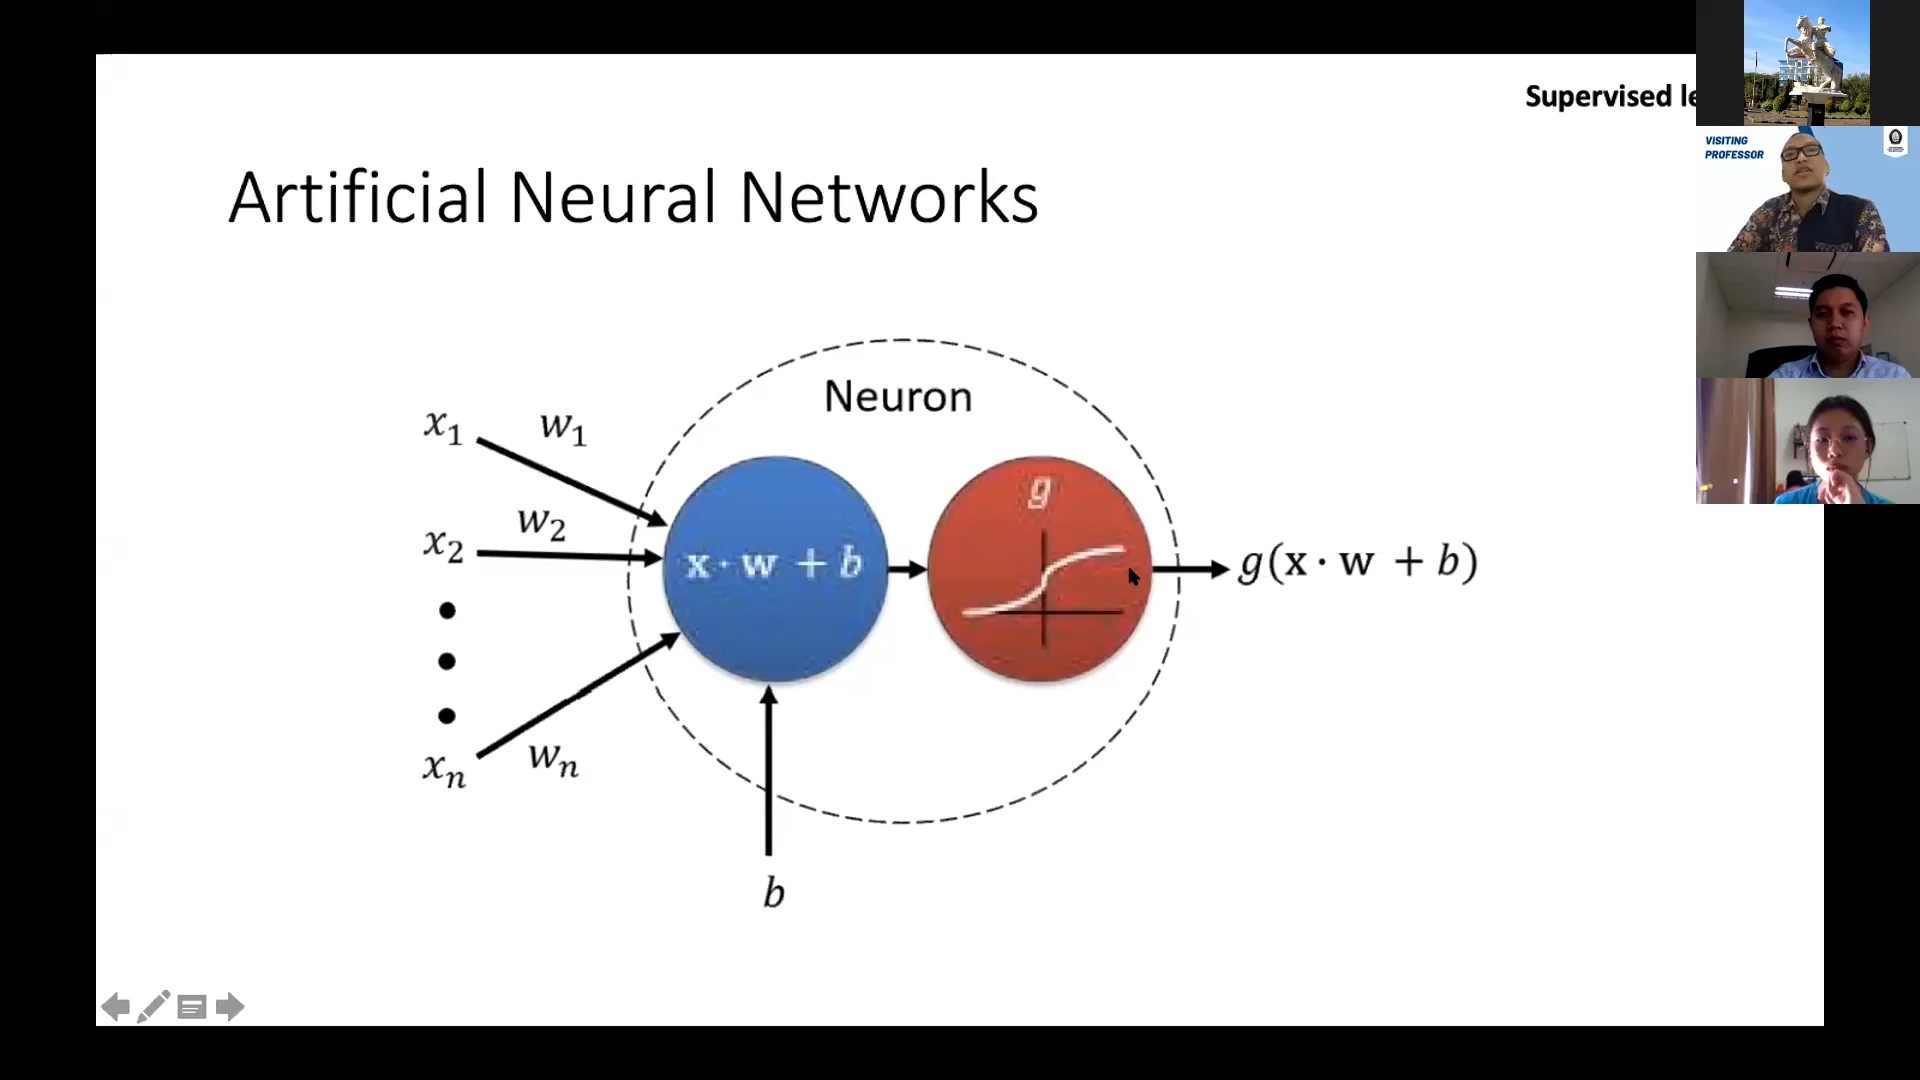 Supervised le
VISITING
PROFESSOR
Artificial Neural Networks
Neuron
x₁
w₁
g
x₂
w₂
x · w + b
g(x · w + b)
xₙ
wₙ
b